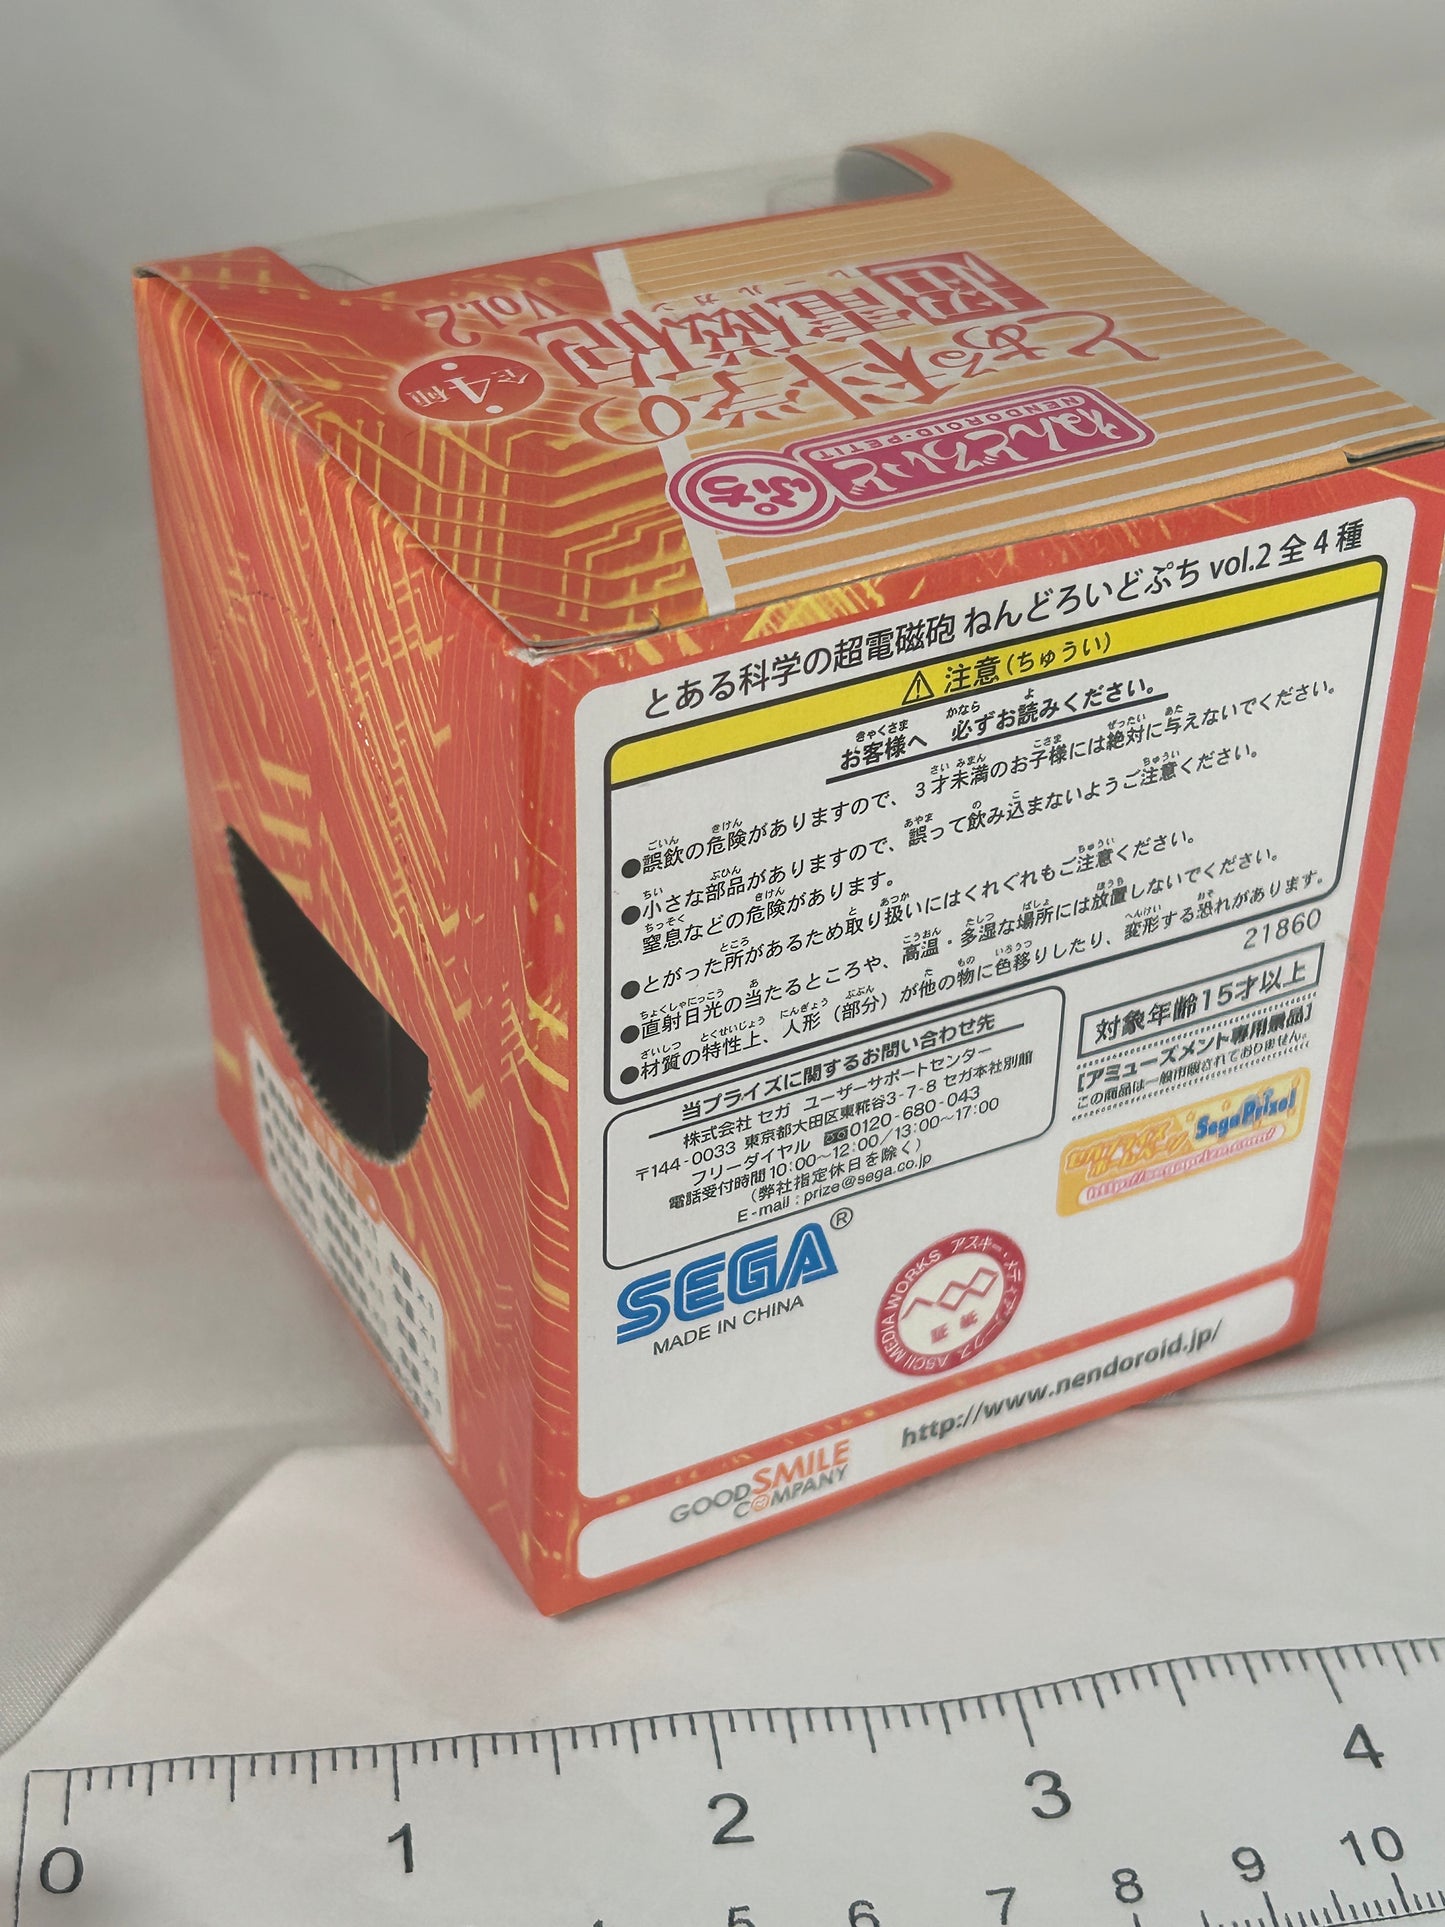 Vol.2
全4種
とある科学の
超電磁砲
レールガン
ねんどろいど
NENDOROID・PETIT
ぷち
とある科学の超電磁砲 ねんどろいどぷち vol.2 全4種
注意(ちゅうい)
お客様へ 必ずお読みください。
●誤飲の危険がありますので、3才未満のお子様には絶対に与えないでください。
●小さな部品がありますので、誤って飲み込まないようご注意ください。
窒息などの危険があります。
●とがった所があるため取り扱いにはくれぐれもご注意ください。
●直射日光の当たるところや、高温・多湿な場所には放置しないでください。
●材質の特性上、人形(部分)が他の物に色移りしたり、変形する恐れがあります。
21860
当プライズに関するお問い合わせ先
株式会社 セガ ユーザーサポートセンター
〒144-0033 東京都大田区東糀谷3-7-8 セガ本社別館
フリーダイヤル 0120-680-043
電話受付時間 10:00〜12:00/13:00〜17:00
(弊社指定休日を除く)
E-mail : prize@sega.co.jp
対象年齢15才以上
[アミューズメント専用景品]
この商品は一般市販されておりません。
SegaPrize!
http://segaprize.com/
SEGA®
MADE IN CHINA
アスキー・メディアワークス ASCII MEDIA WORKS
証紙
GOOD SMILE
COMPANY
http://www.nendoroid.jp/
0 1 2 3 4
5 6 7 8 9 10